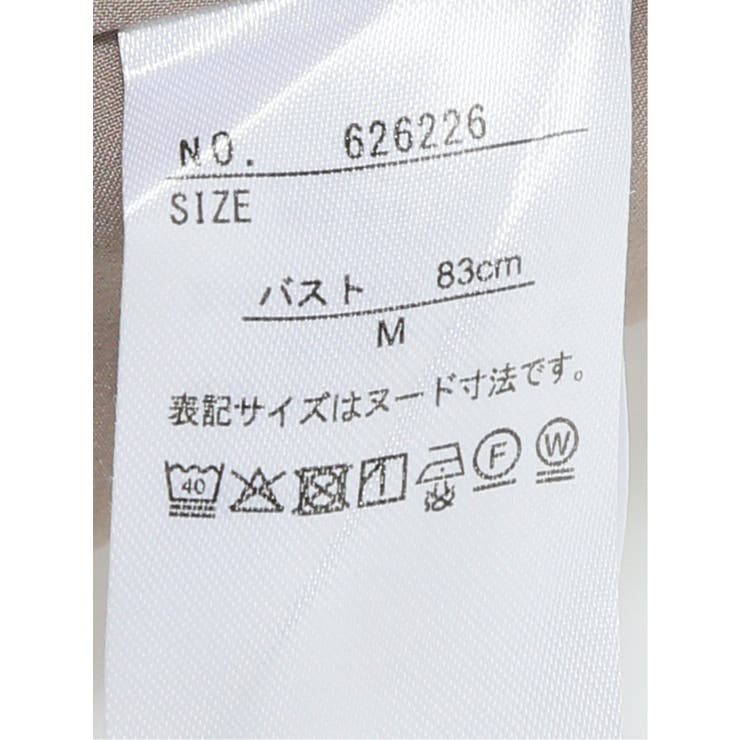 NO. 626226
SIZE
バスト 83cm
M
表記サイズはヌード寸法です。
40 F W